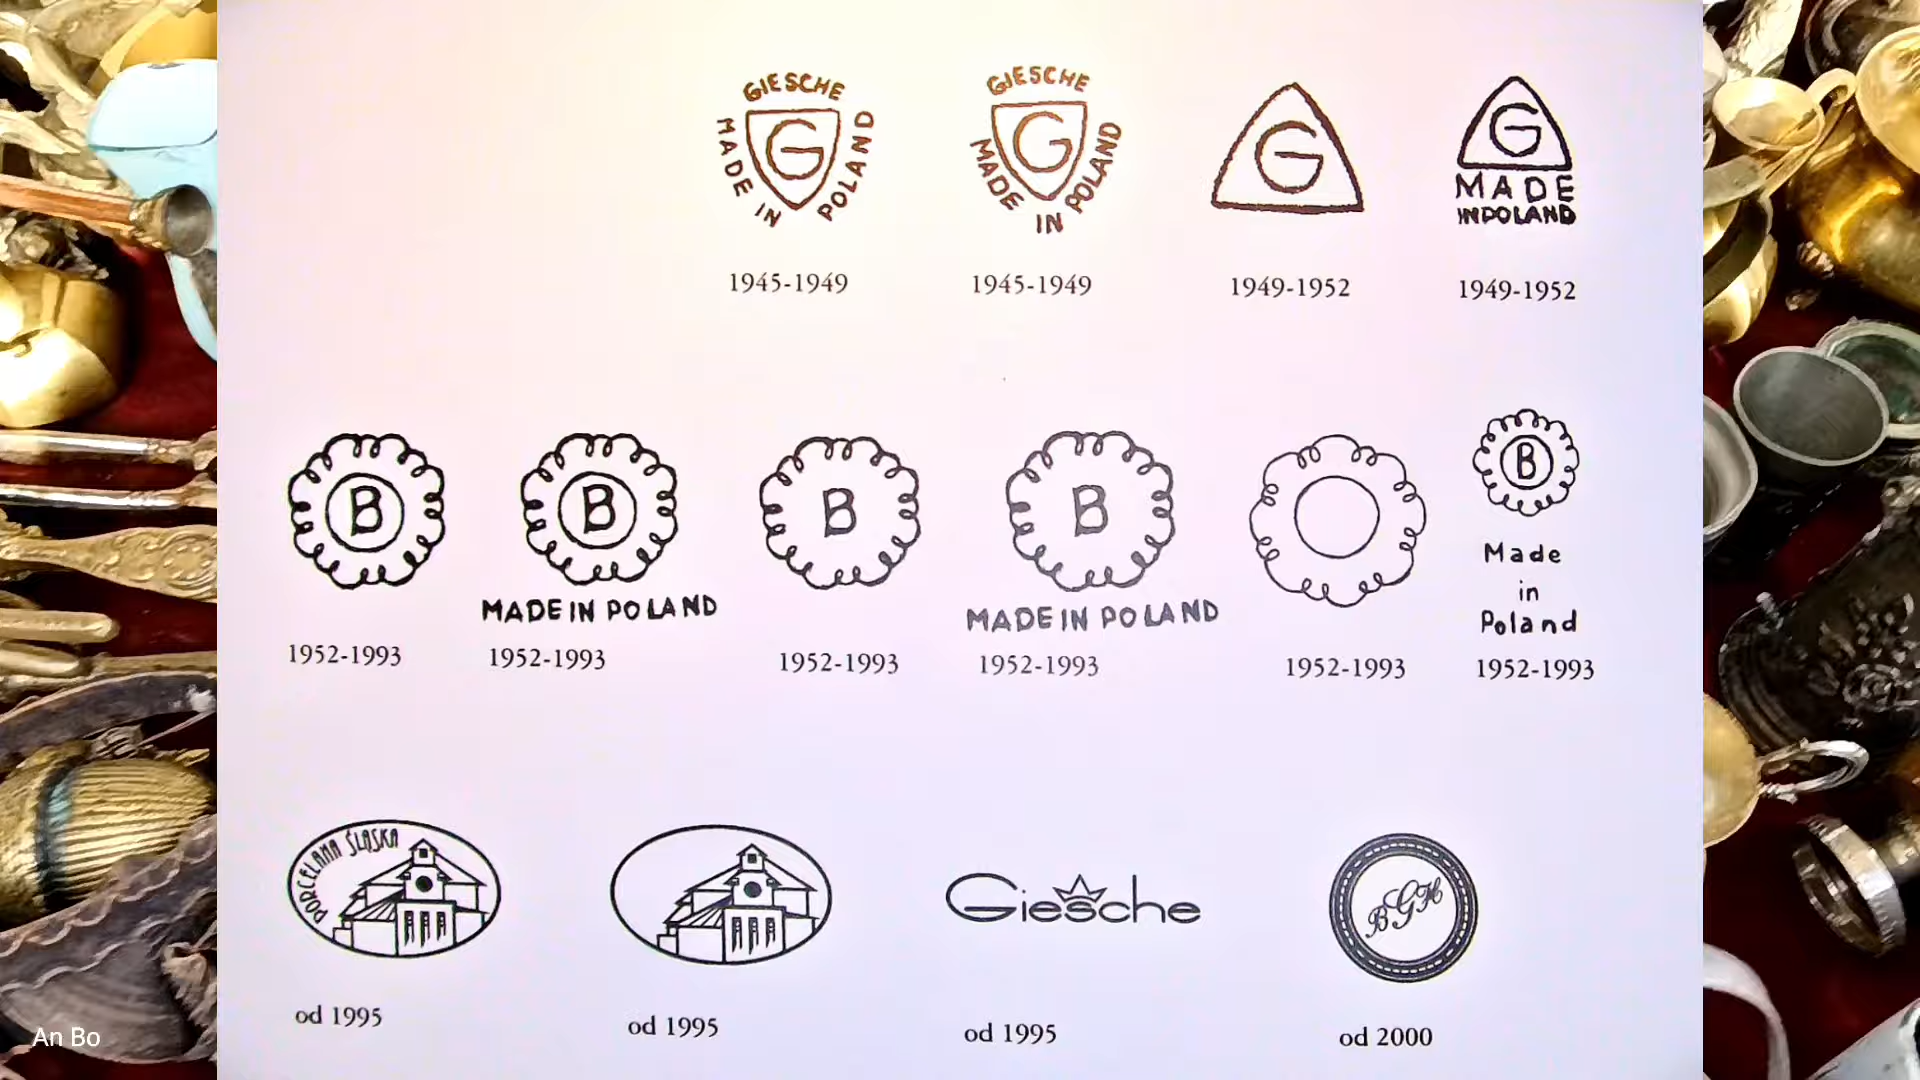 GIESCHE
G
MADE IN POLAND
1945-1949
GIESCHE
G
MADE IN POLAND
1945-1949
G
1949-1952
G
MADE
IN POLAND
1949-1952
B
1952-1993
B
MADE IN POLAND
1952-1993
B
1952-1993
B
MADE IN POLAND
1952-1993
1952-1993
B
Made
in
Poland
1952-1993
PORCELANA ŚLĄSKA
od 1995
od 1995
Giesche
od 1995
BGH
od 2000
An Bo